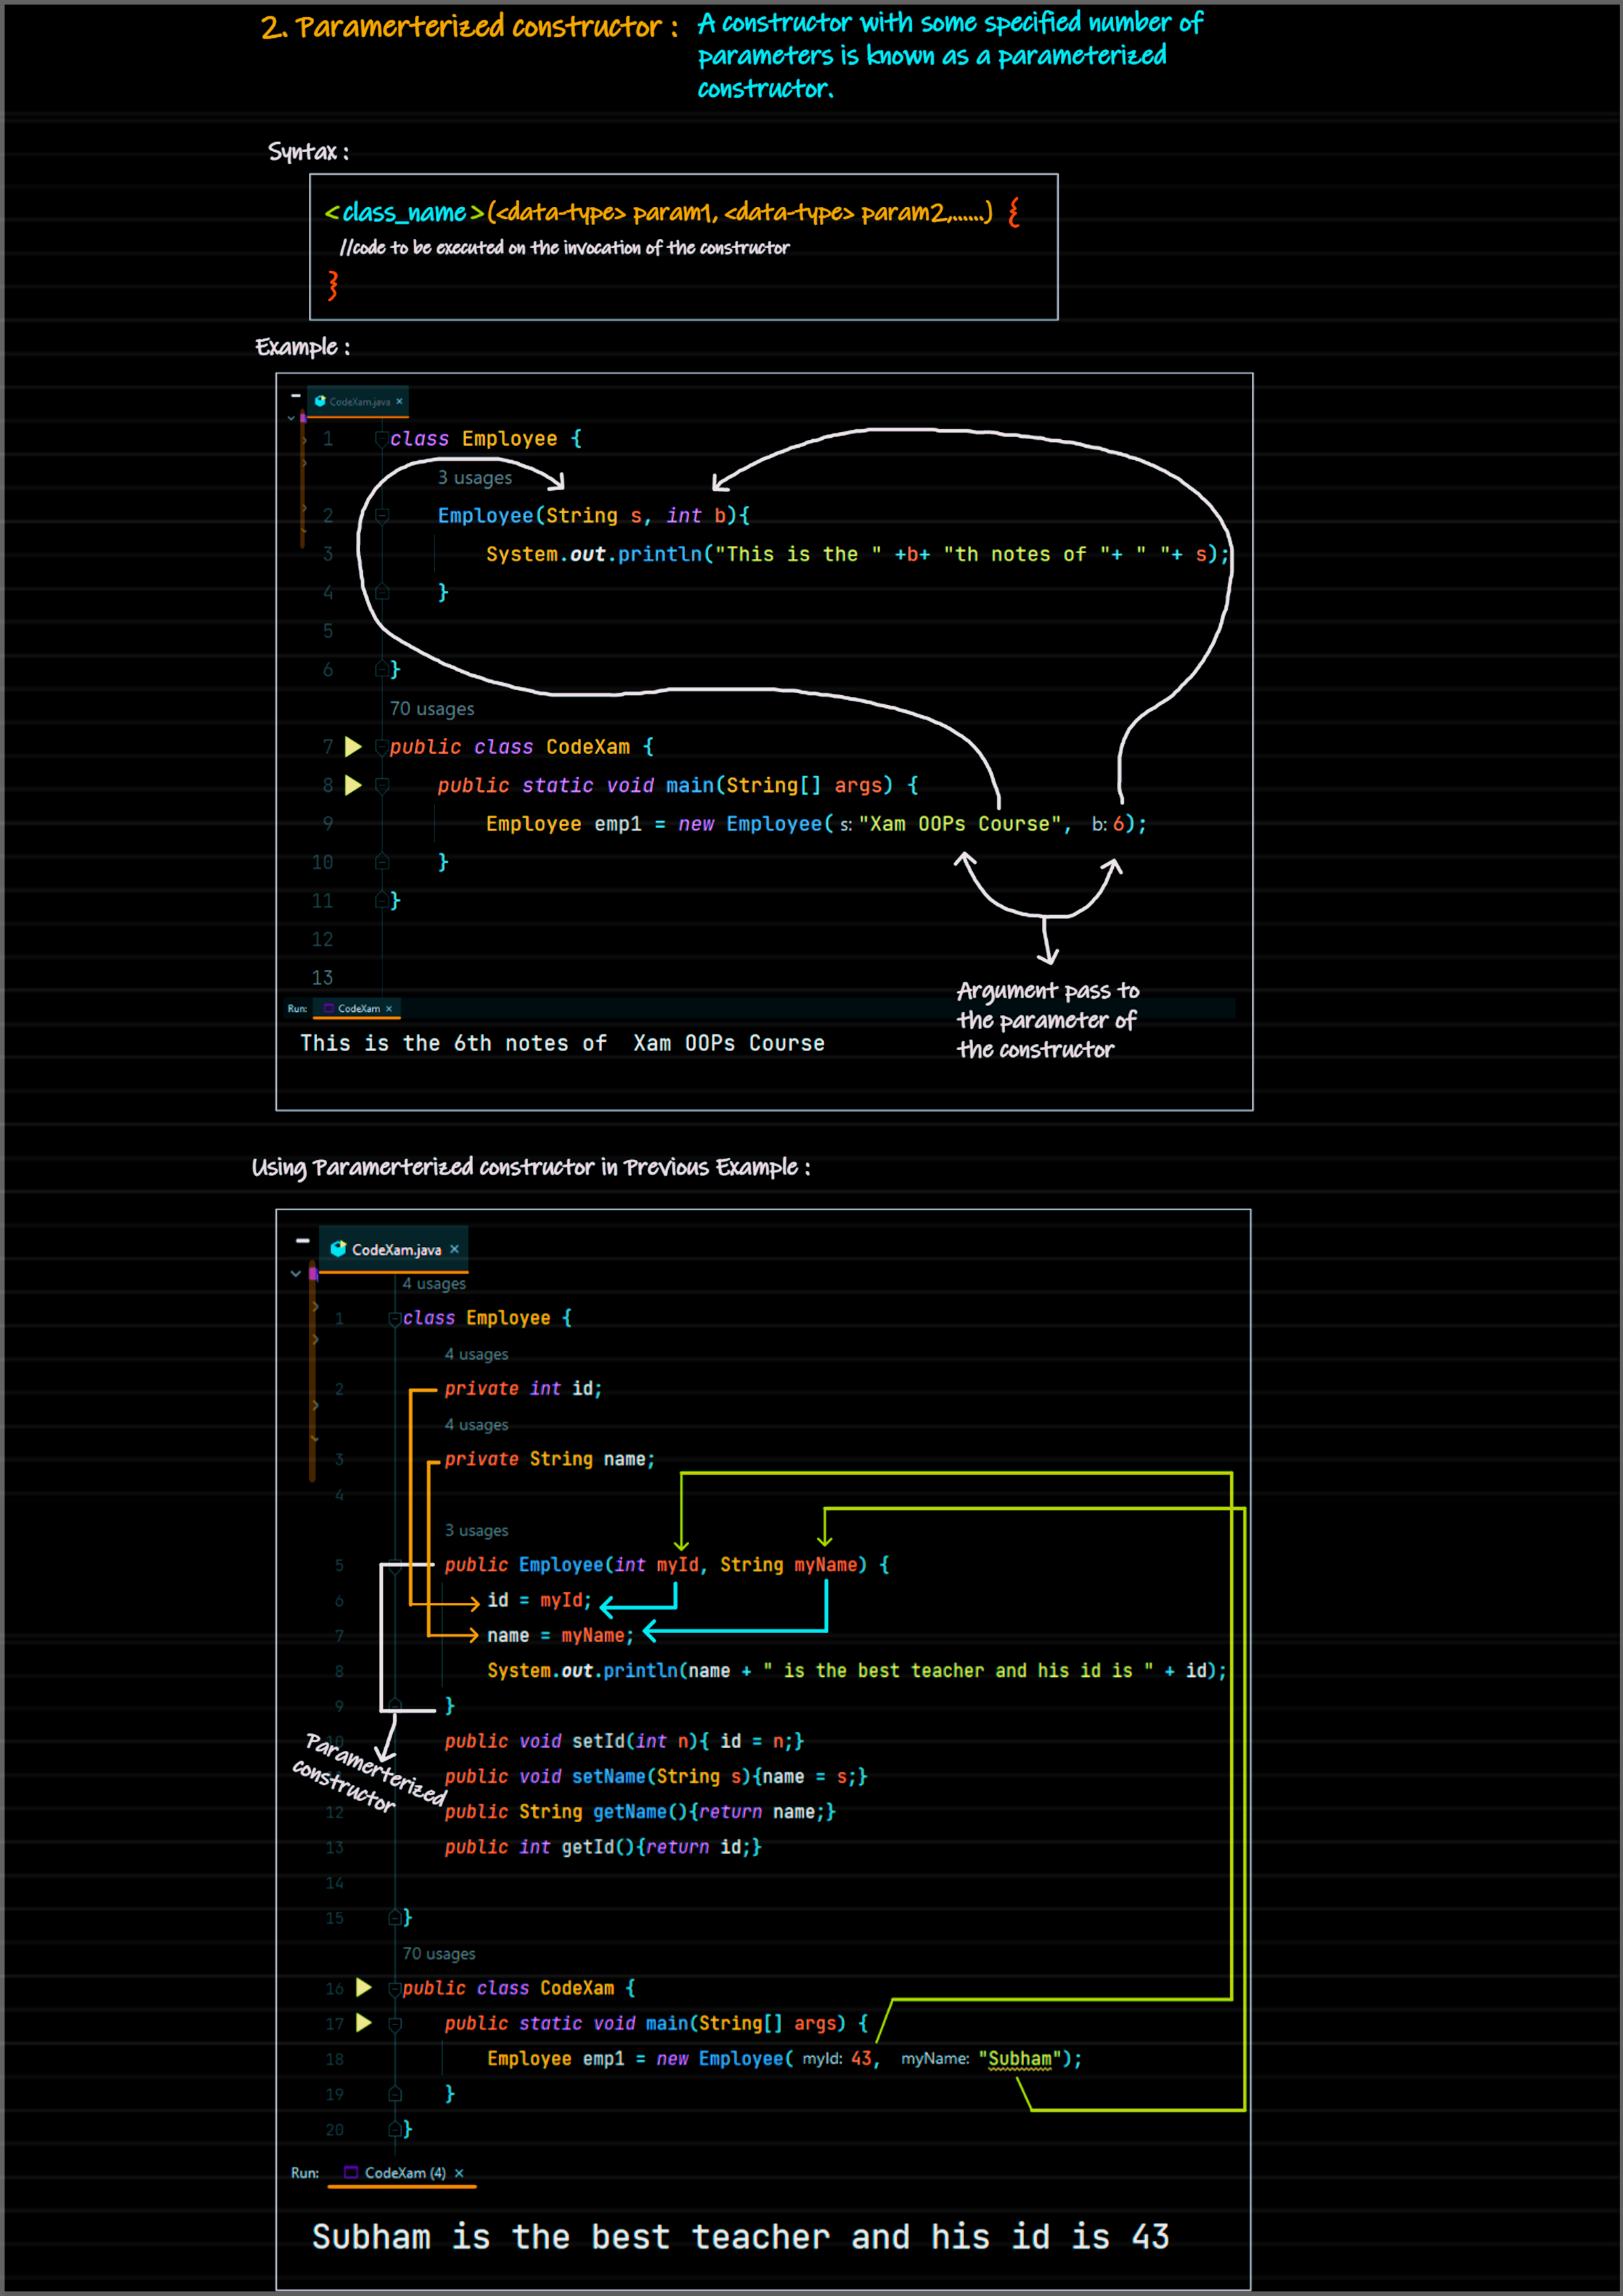 2. Paramerterized constructor : A constructor with some specified number of
parameters is known as a parameterized
constructor.
Syntax :
<class_name>(<data-type> param1, <data-type> param2,......) {
//code to be executed on the invocation of the constructor
}
Example :
CodeXam.java ×
1 class Employee {
3 usages
2 Employee(String s, int b){
3 System.out.println("This is the " +b+ "th notes of "+ " "+ s);
4 }
5
6 }
70 usages
7 public class CodeXam {
8 public static void main(String[] args) {
9 Employee emp1 = new Employee( s: "Xam OOPs Course", b: 6);
10 }
11 }
12
13
Argument pass to
the parameter of
the constructor
Run: CodeXam ×
This is the 6th notes of  Xam OOPs Course
Using Paramerterized constructor in Previous Example :
CodeXam.java ×
4 usages
1 class Employee {
4 usages
2 private int id;
4 usages
3 private String name;
4
3 usages
5 public Employee(int myId, String myName) {
6 id = myId;
7 name = myName;
8 System.out.println(name + " is the best teacher and his id is " + id);
9 }
Paramerterized
constructor
10 public void setId(int n){ id = n;}
public void setName(String s){name = s;}
12 public String getName(){return name;}
13 public int getId(){return id;}
14
15 }
70 usages
16 public class CodeXam {
17 public static void main(String[] args) {
18 Employee emp1 = new Employee( myId: 43, myName: "Subham");
19 }
20 }
Run: CodeXam (4) ×
Subham is the best teacher and his id is 43